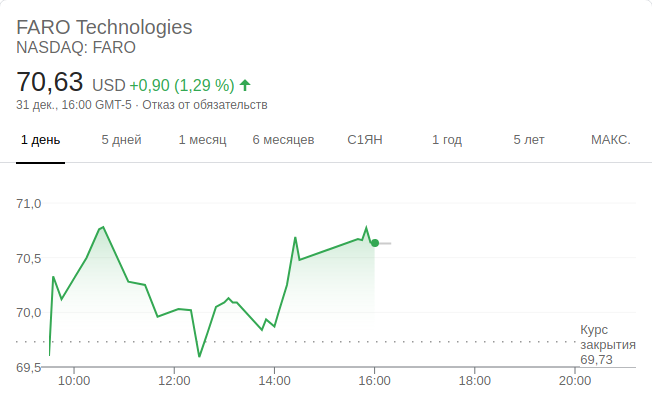 FARO Technologies
NASDAQ: FARO
70,63 USD +0,90 (1,29 %)
31 дек., 16:00 GMT-5 · Отказ от обязательств
1 день 5 дней 1 месяц 6 месяцев С1ЯН 1 год 5 лет МАКС.
71,0
70,5
70,0
Курс
закрытия
69,73
69,5
10:00 12:00 14:00 16:00 18:00 20:00